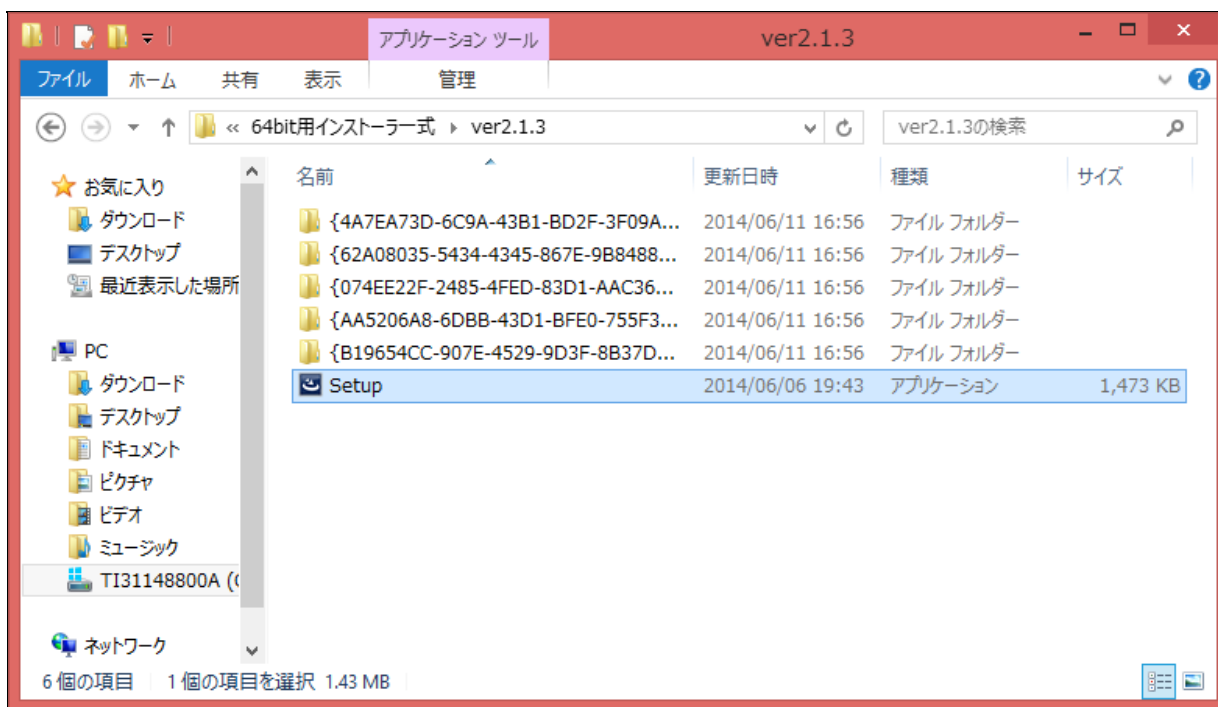 アプリケーション ツール
ver2.1.3
ファイル ホーム 共有 表示 管理
« 64bit用インストーラー式 ▸ ver2.1.3
ver2.1.3の検索
名前 更新日時 種類 サイズ
お気に入り
ダウンロード
デスクトップ
最近表示した場所
PC
ダウンロード
デスクトップ
ドキュメント
ピクチャ
ビデオ
ミュージック
TI31148800A (
ネットワーク
{4A7EA73D-6C9A-43B1-BD2F-3F09A... 2014/06/11 16:56 ファイル フォルダー
{62A08035-5434-4345-867E-9B8488... 2014/06/11 16:56 ファイル フォルダー
{074EE22F-2485-4FED-83D1-AAC36... 2014/06/11 16:56 ファイル フォルダー
{AA5206A8-6DBB-43D1-BFE0-755F3... 2014/06/11 16:56 ファイル フォルダー
{B19654CC-907E-4529-9D3F-8B37D... 2014/06/11 16:56 ファイル フォルダー
Setup 2014/06/06 19:43 アプリケーション 1,473 KB
6 個の項目 1 個の項目を選択 1.43 MB